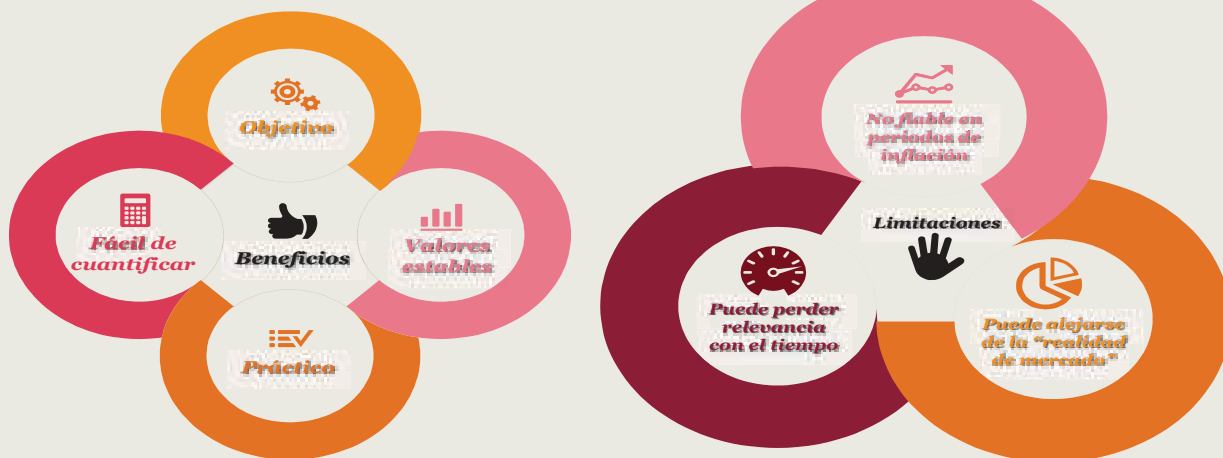 Objetivo
Fácil de
cuantificar
Beneficios
Valores
estables
Práctico
No fiable en
periodos de
inflación
Limitaciones
Puede perder
relevancia
con el tiempo
Puede alejarse
de la “realidad
de mercado”